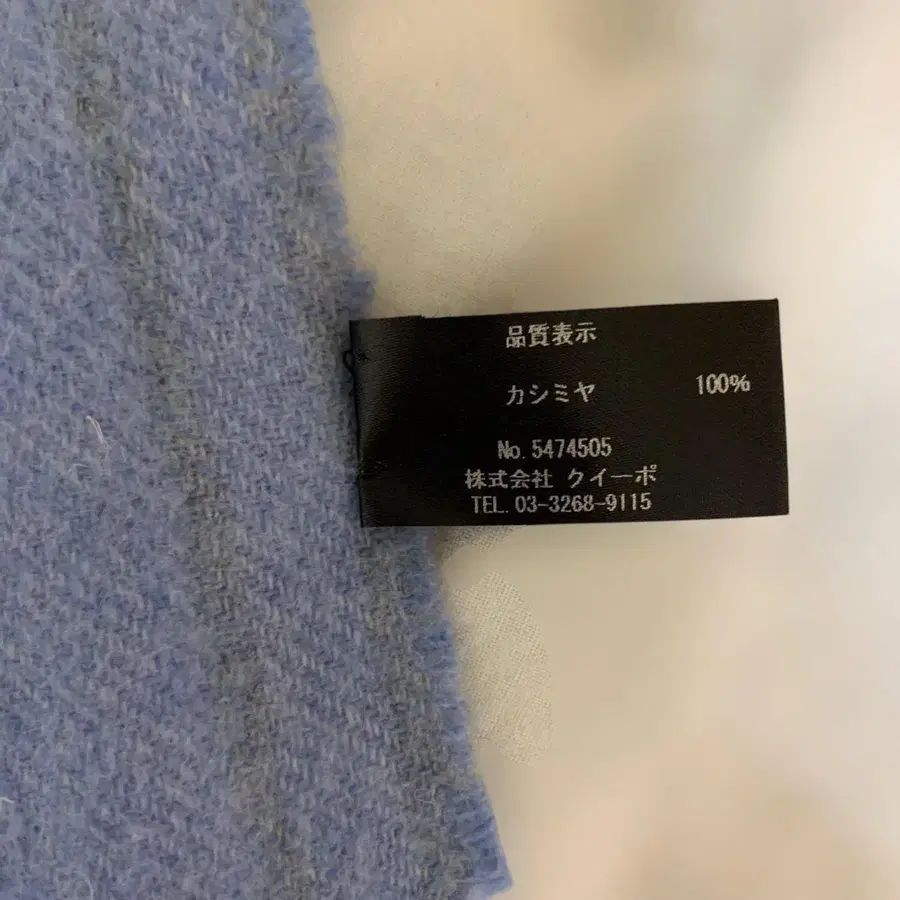 品質表示
カシミヤ 100%
No. 5474505
株式会社 クイーポ
TEL. 03-3268-9115